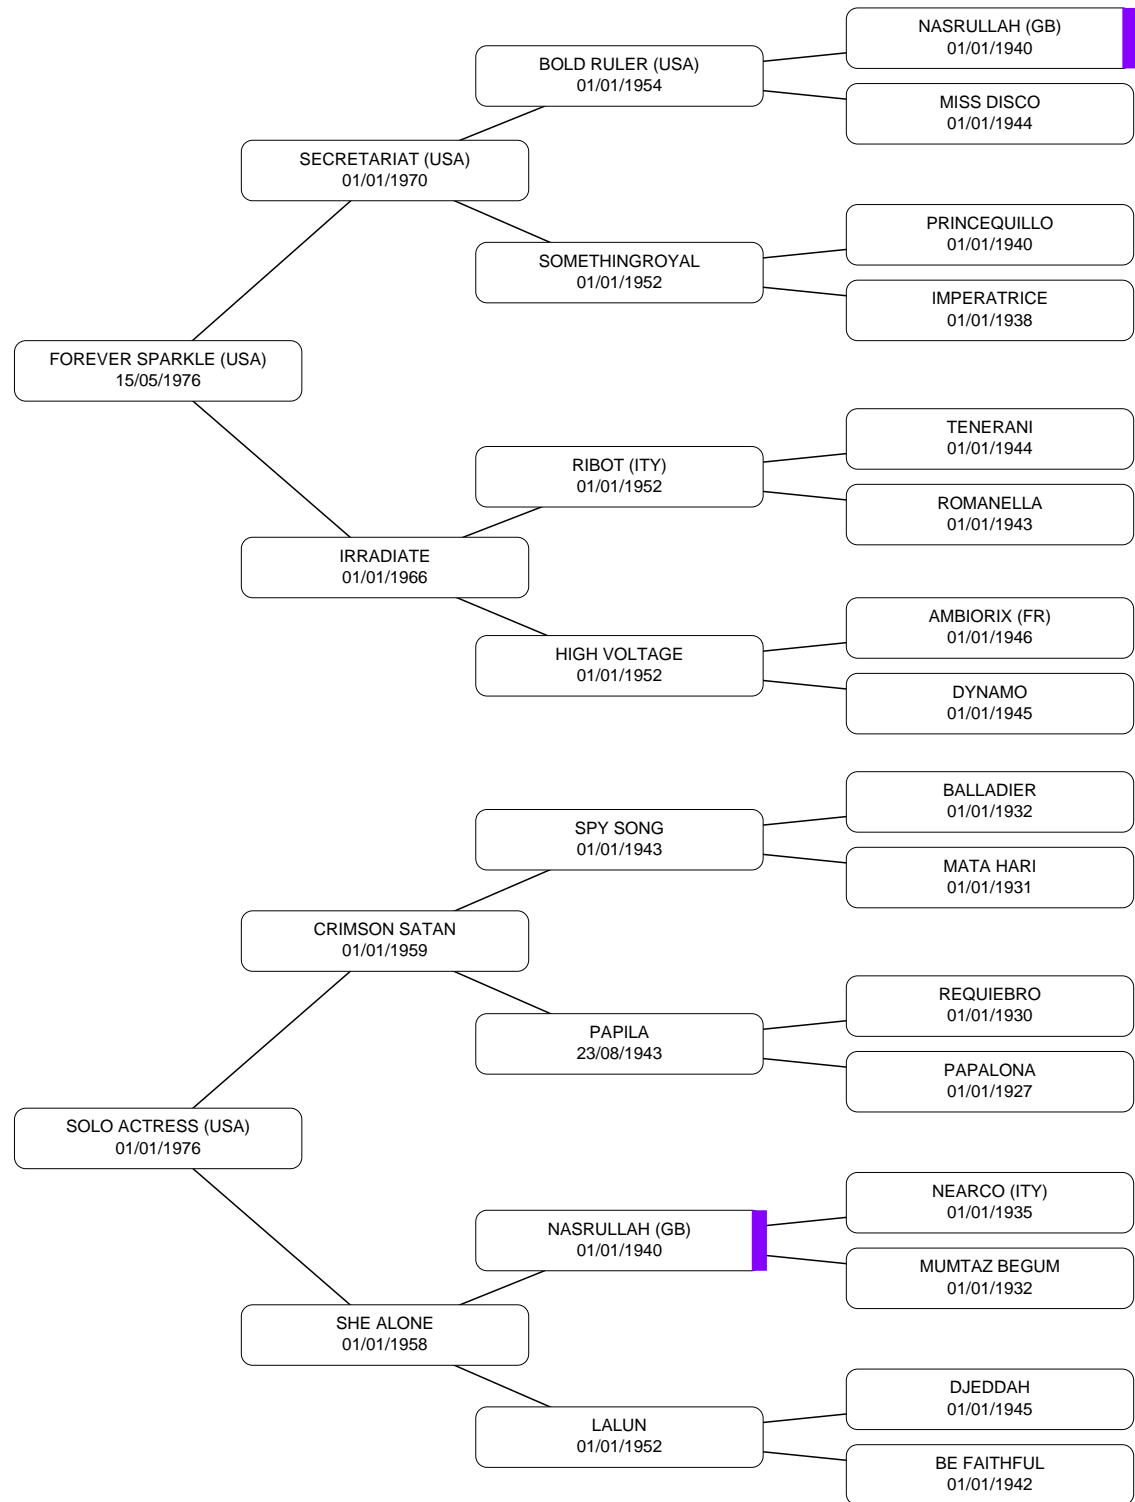 NASRULLAH (GB)
01/01/1940
BOLD RULER (USA)
01/01/1954
MISS DISCO
01/01/1944
SECRETARIAT (USA)
01/01/1970
PRINCEQUILLO
01/01/1940
SOMETHINGROYAL
01/01/1952
IMPERATRICE
01/01/1938
FOREVER SPARKLE (USA)
15/05/1976
TENERANI
01/01/1944
RIBOT (ITY)
01/01/1952
ROMANELLA
01/01/1943
IRRADIATE
01/01/1966
AMBIORIX (FR)
01/01/1946
HIGH VOLTAGE
01/01/1952
DYNAMO
01/01/1945
BALLADIER
01/01/1932
SPY SONG
01/01/1943
MATA HARI
01/01/1931
CRIMSON SATAN
01/01/1959
REQUIEBRO
01/01/1930
PAPILA
23/08/1943
PAPALONA
01/01/1927
SOLO ACTRESS (USA)
01/01/1976
NEARCO (ITY)
01/01/1935
NASRULLAH (GB)
01/01/1940
MUMTAZ BEGUM
01/01/1932
SHE ALONE
01/01/1958
DJEDDAH
01/01/1945
LALUN
01/01/1952
BE FAITHFUL
01/01/1942